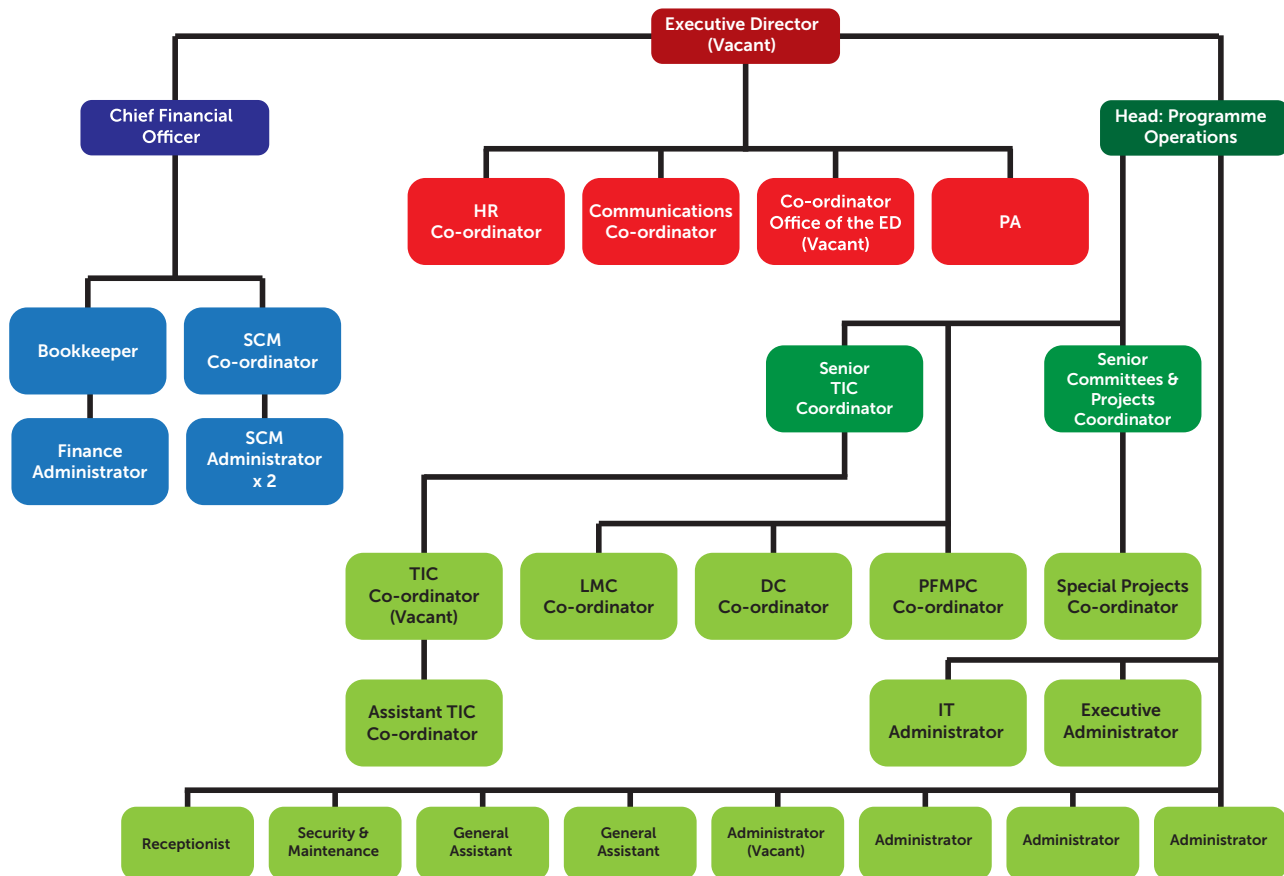 Executive Director
(Vacant)
Chief Financial
Officer
Head: Programme
Operations
HR
Co-ordinator
Communications
Co-ordinator
Co-ordinator
Office of the ED
(Vacant)
PA
Bookkeeper
SCM
Co-ordinator
Senior
TIC
Coordinator
Senior
Committees &
Projects
Coordinator
Finance
Administrator
SCM
Administrator
x 2
TIC
Co-ordinator
(Vacant)
LMC
Co-ordinator
DC
Co-ordinator
PFMPC
Co-ordinator
Special Projects
Co-ordinator
Assistant TIC
Co-ordinator
IT
Administrator
Executive
Administrator
Receptionist
Security &
Maintenance
General
Assistant
General
Assistant
Administrator
(Vacant)
Administrator
Administrator
Administrator